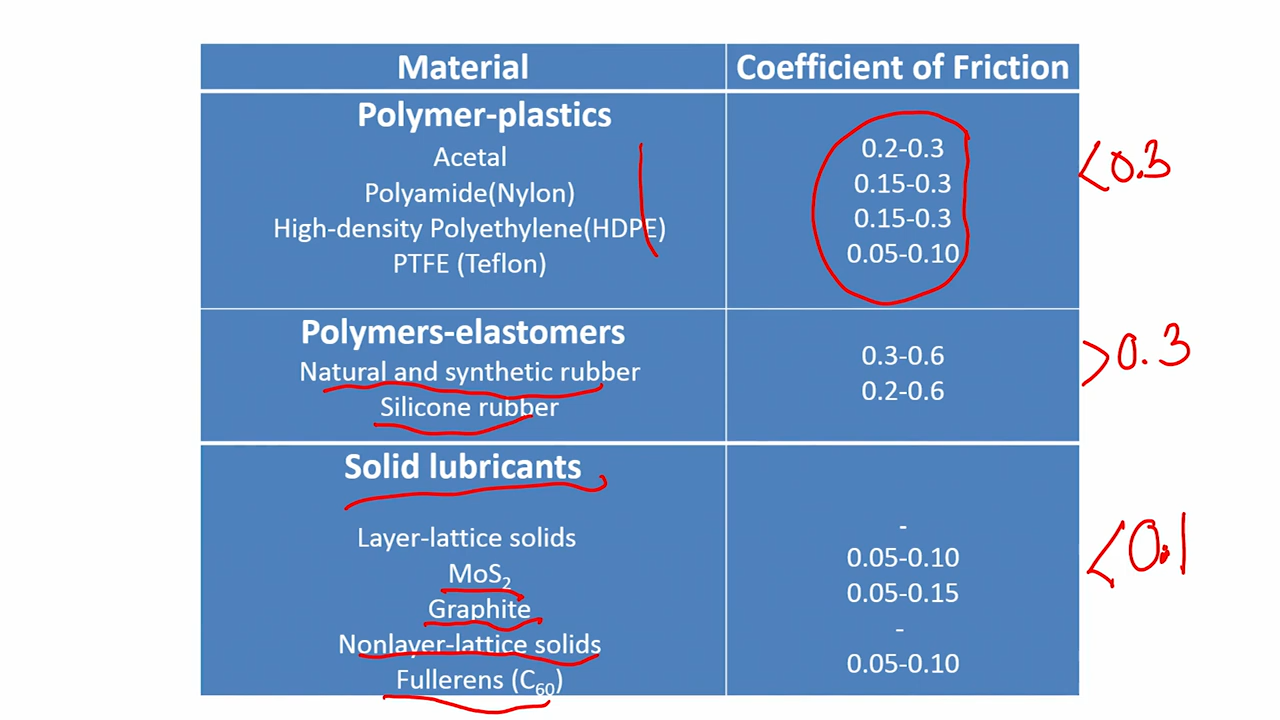 Material Coefficient of Friction
Polymer-plastics
Acetal 0.2-0.3 <0.3
Polyamide(Nylon) 0.15-0.3
High-density Polyethylene(HDPE) 0.15-0.3
PTFE (Teflon) 0.05-0.10
Polymers-elastomers
Natural and synthetic rubber 0.3-0.6 >0.3
Silicone rubber 0.2-0.6
Solid lubricants
Layer-lattice solids -
MoS₂ 0.05-0.10 <0.1
Graphite 0.05-0.15
Nonlayer-lattice solids -
Fullerens (C₆₀) 0.05-0.10